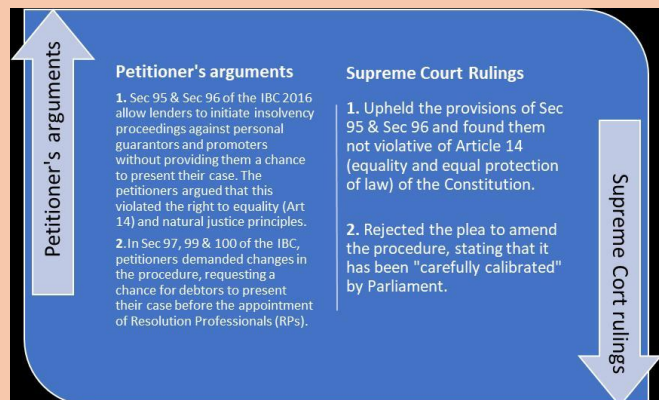 Petitioner's arguments
Petitioner's arguments
1. Sec 95 & Sec 96 of the IBC 2016
allow lenders to initiate insolvency
proceedings against personal
guarantors and promoters
without providing them a chance
to present their case. The
petitioners argued that this
violated the right to equality (Art
14) and natural justice principles.
2.In Sec 97, 99 & 100 of the IBC,
petitioners demanded changes in
the procedure, requesting a
chance for debtors to present
their case before the appointment
of Resolution Professionals (RPs).
Supreme Court Rulings
1. Upheld the provisions of Sec
95 & Sec 96 and found them
not violative of Article 14
(equality and equal protection
of law) of the Constitution.
2. Rejected the plea to amend
the procedure, stating that it
has been "carefully calibrated"
by Parliament.
Supreme Cort rulings